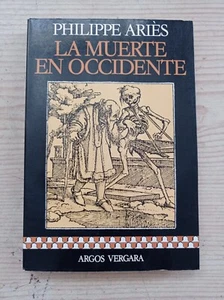 PHILIPPE ARIÈS
LA MUERTE
EN OCCIDENTE
ARGOS VERGARA